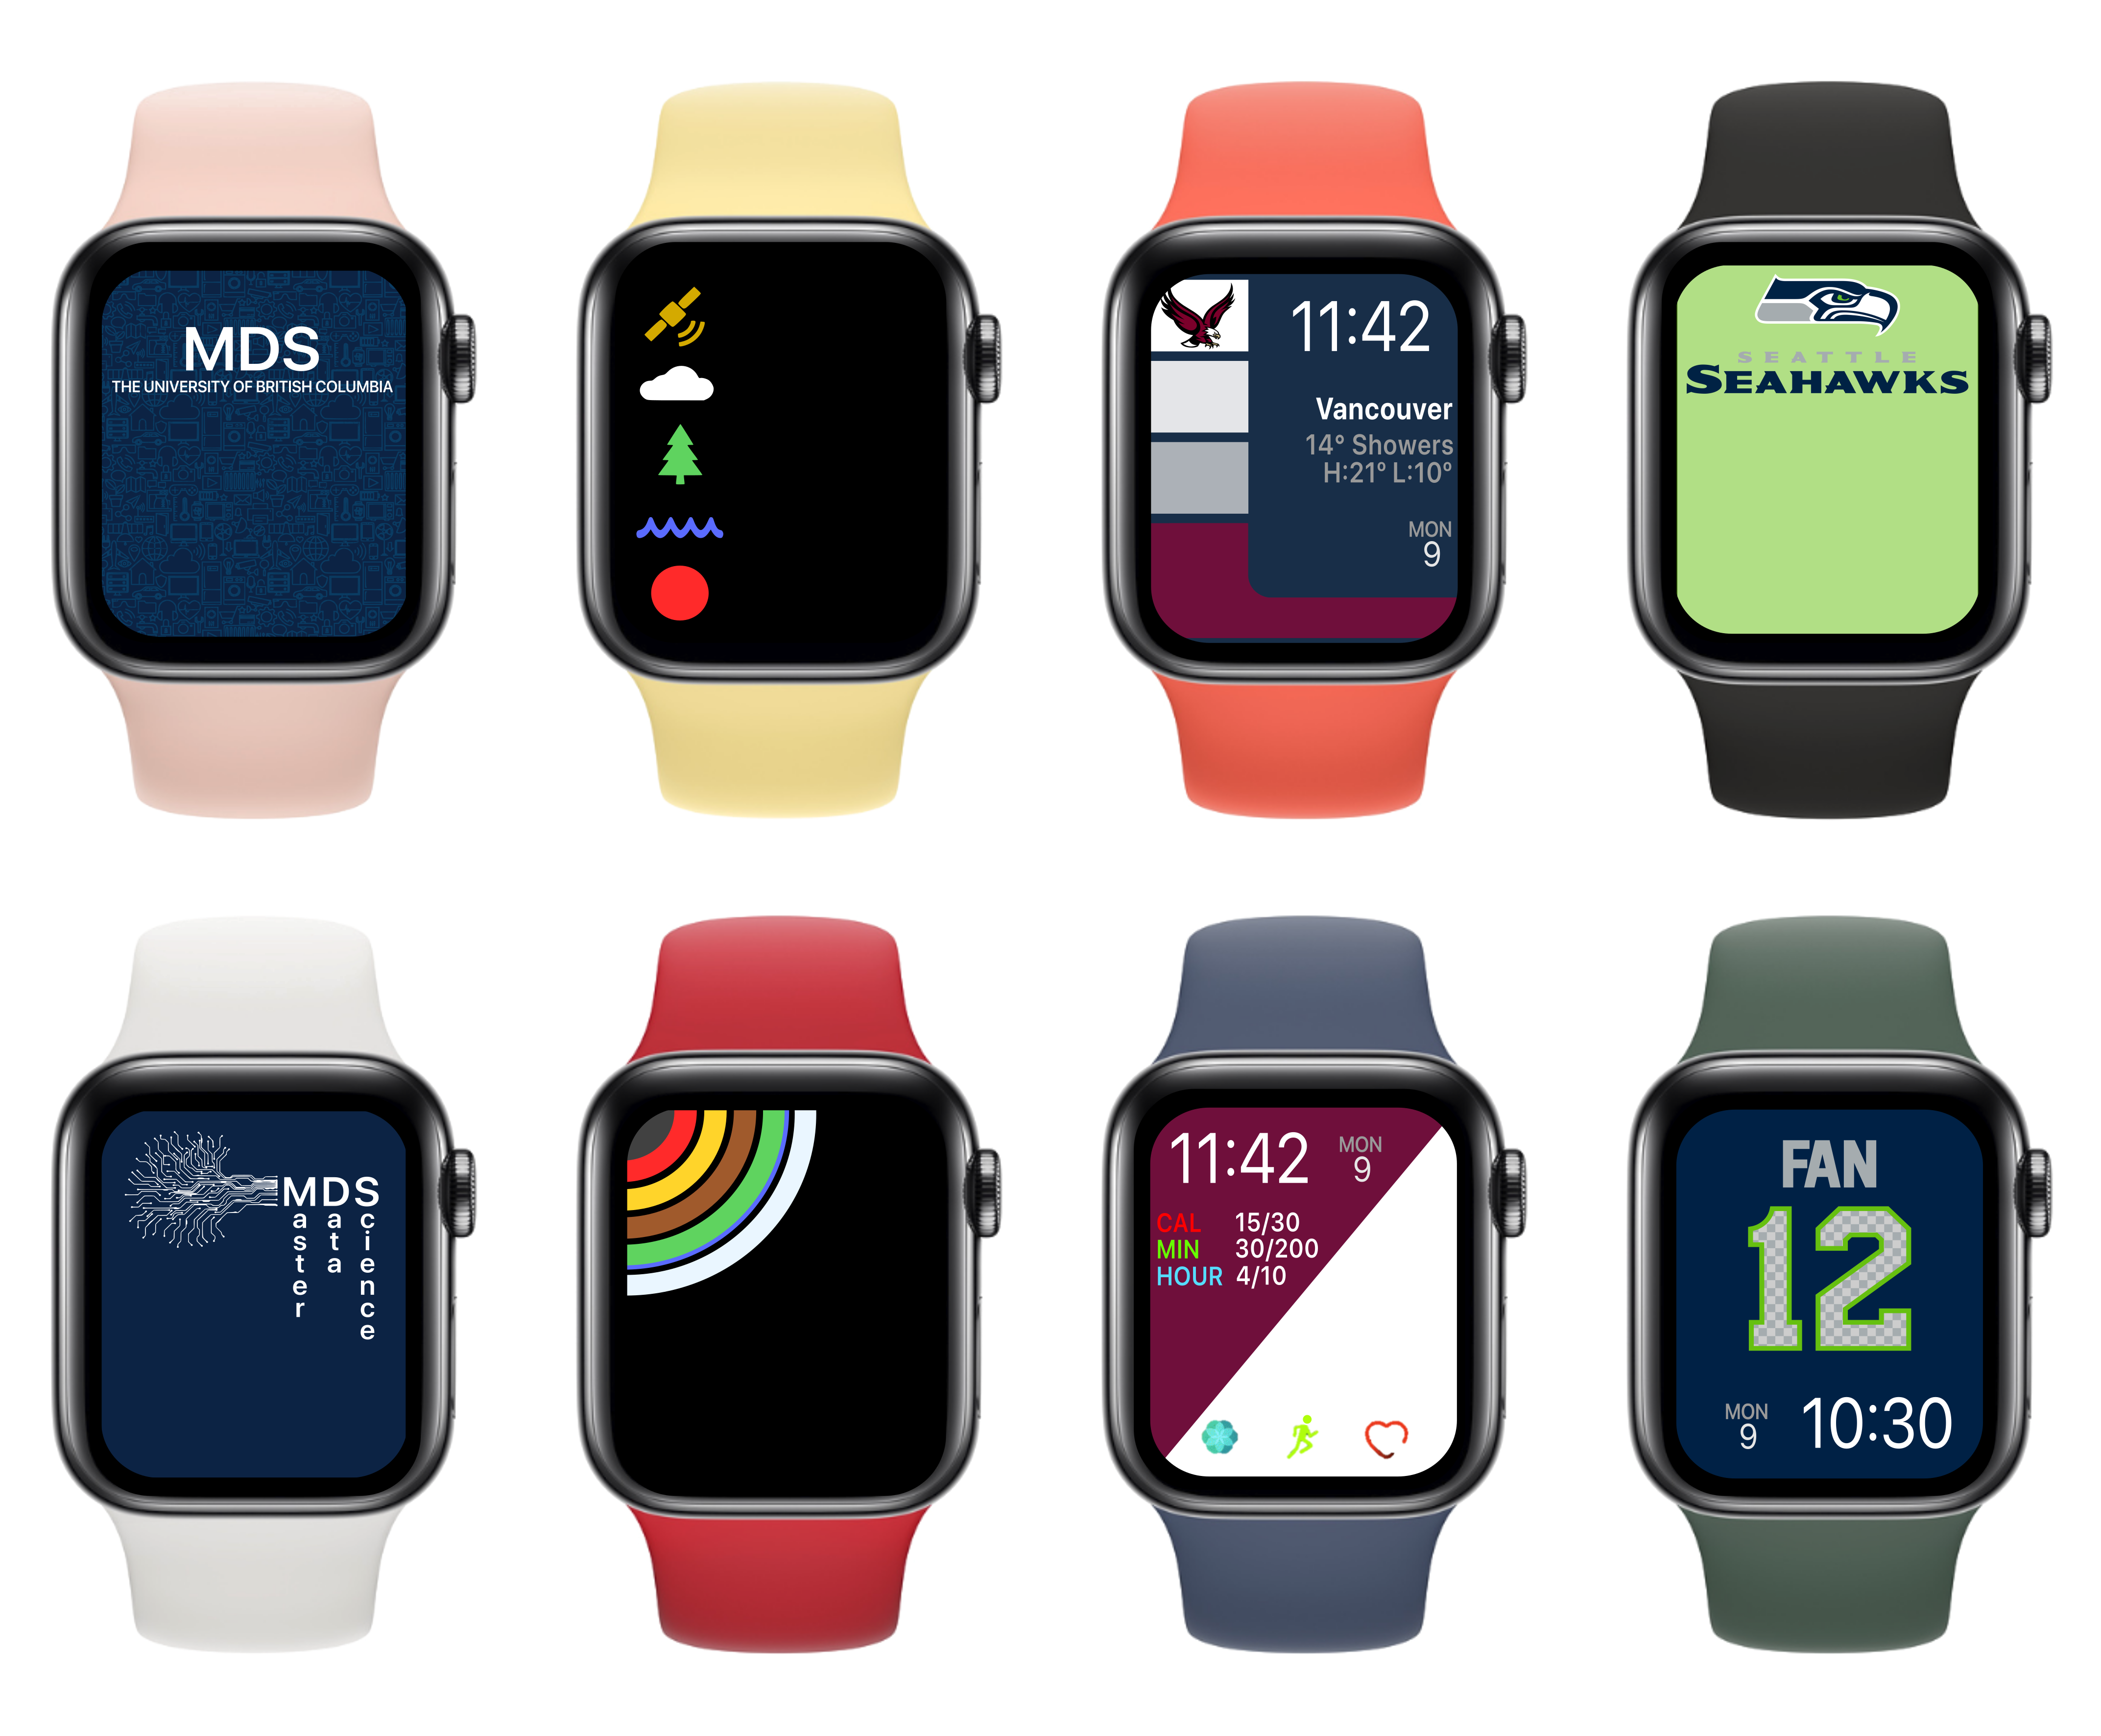 MDS
THE UNIVERSITY OF BRITISH COLUMBIA
11:42
Vancouver
14° Showers
H:21° L:10°
MON
9
SEATTLE
SEAHAWKS
MDS
Master
Data
Science
11:42
MON
9
CAL 15/30
MIN 30/200
HOUR 4/10
FAN
12
MON
9
10:30